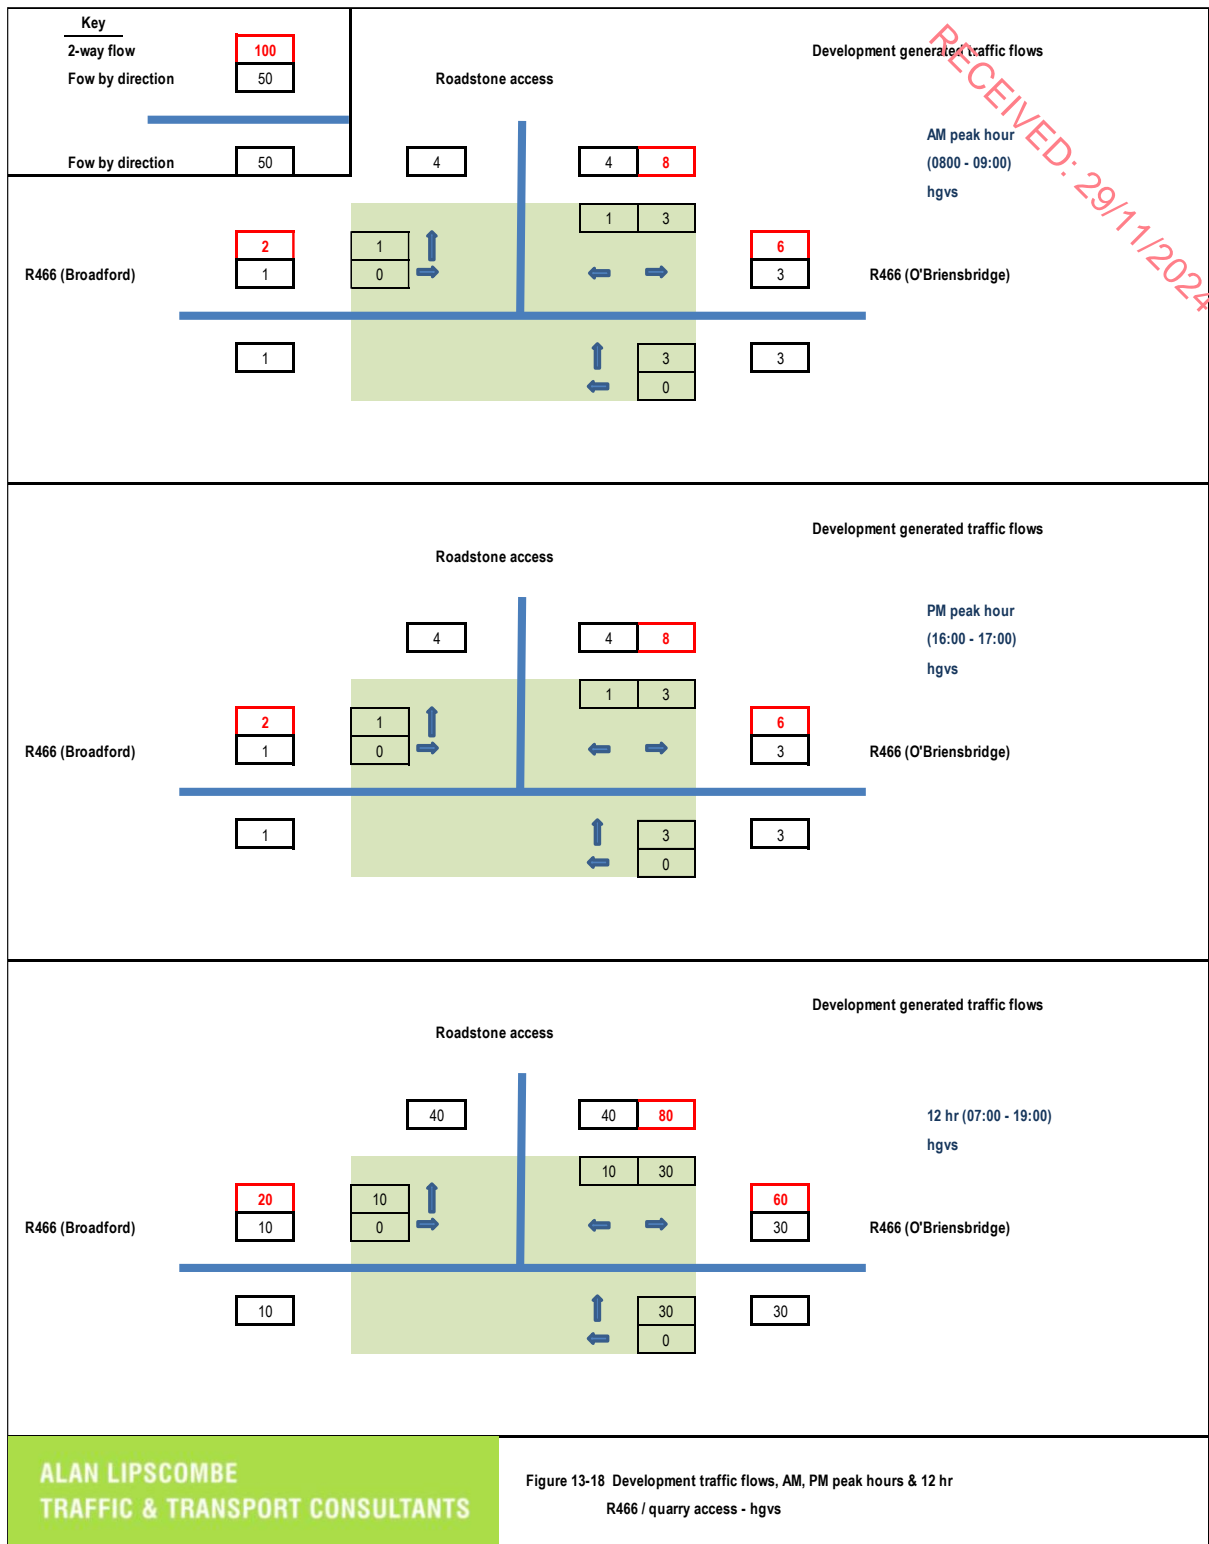 Key
2-way flow 100
Fow by direction 50
Fow by direction 50
Development generated traffic flows
RECEIVED: 29/11/2024
Roadstone access
AM peak hour
(0800 - 09:00)
hgvs
4 4 8
1 3
2 1 6
R466 (Broadford) 1 0 3 R466 (O'Briensbridge)
1 3 3
0
Development generated traffic flows
Roadstone access
PM peak hour
(16:00 - 17:00)
hgvs
4 4 8
1 3
2 1 6
R466 (Broadford) 1 0 3 R466 (O'Briensbridge)
1 3 3
0
Development generated traffic flows
Roadstone access
12 hr (07:00 - 19:00)
hgvs
40 40 80
10 30
20 10 60
R466 (Broadford) 10 0 30 R466 (O'Briensbridge)
10 30 30
0
ALAN LIPSCOMBE
TRAFFIC & TRANSPORT CONSULTANTS
Figure 13-18 Development traffic flows, AM, PM peak hours & 12 hr
R466 / quarry access - hgvs